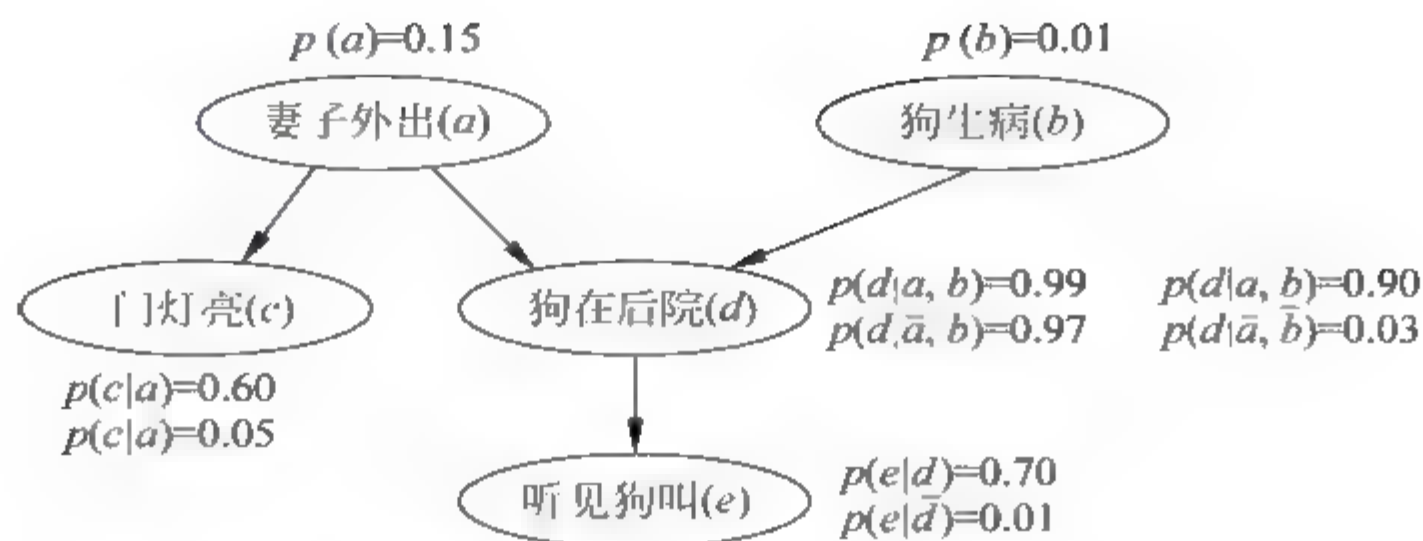 p (a)=0.15
p (b)=0.01
妻子外出(a)
狗生病(b)
门灯亮(c)
狗在后院(d)
p(d|a, b)=0.99
p(d|a, b̄)=0.90
p(d|ā, b)=0.97
p(d|ā, b̄)=0.03
p(c|a)=0.60
p(c|a)=0.05
听见狗叫(e)
p(e|d)=0.70
p(e|d̄)=0.01